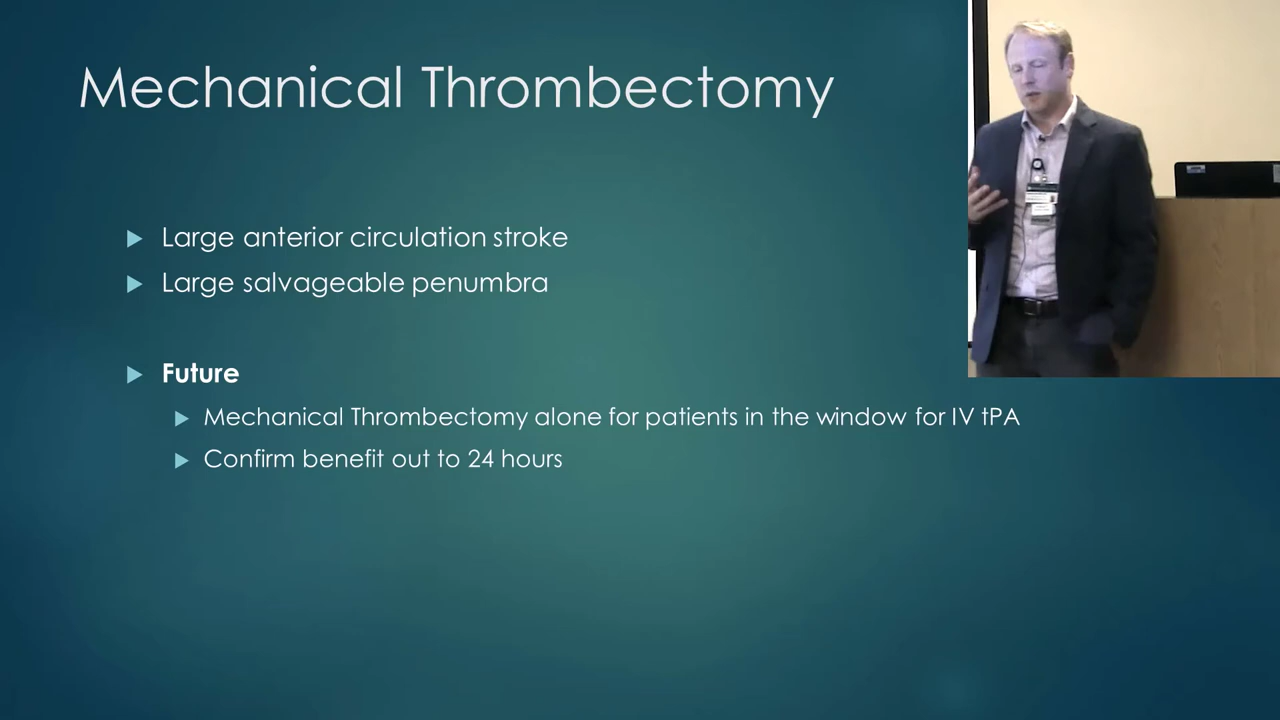 Mechanical Thrombectomy
Large anterior circulation stroke
Large salvageable penumbra
Future
Mechanical Thrombectomy alone for patients in the window for IV tPA
Confirm benefit out to 24 hours